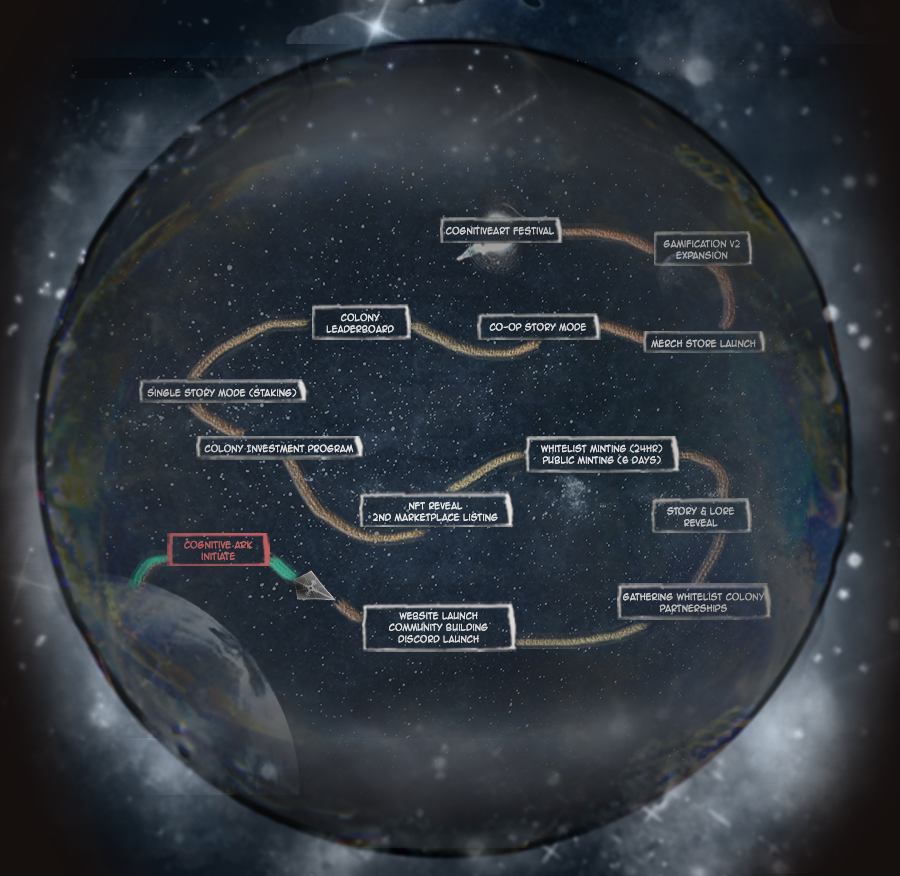 COGNITIVEART FESTIVAL
GAMIFICATION V2
EXPANSION
COLONY
LEADERBOARD
CO-OP STORY MODE
MERCH STORE LAUNCH
SINGLE STORY MODE (STAKING)
COLONY INVESTMENT PROGRAM
WHITELIST MINTING (24HR)
PUBLIC MINTING (6 DAYS)
NFT REVEAL
2ND MARKETPLACE LISTING
STORY & LORE
REVEAL
COGNITIVE ARK
INITIATE
GATHERING WHITELIST COLONY
PARTNERSHIPS
WEBSITE LAUNCH
COMMUNITY BUILDING
DISCORD LAUNCH